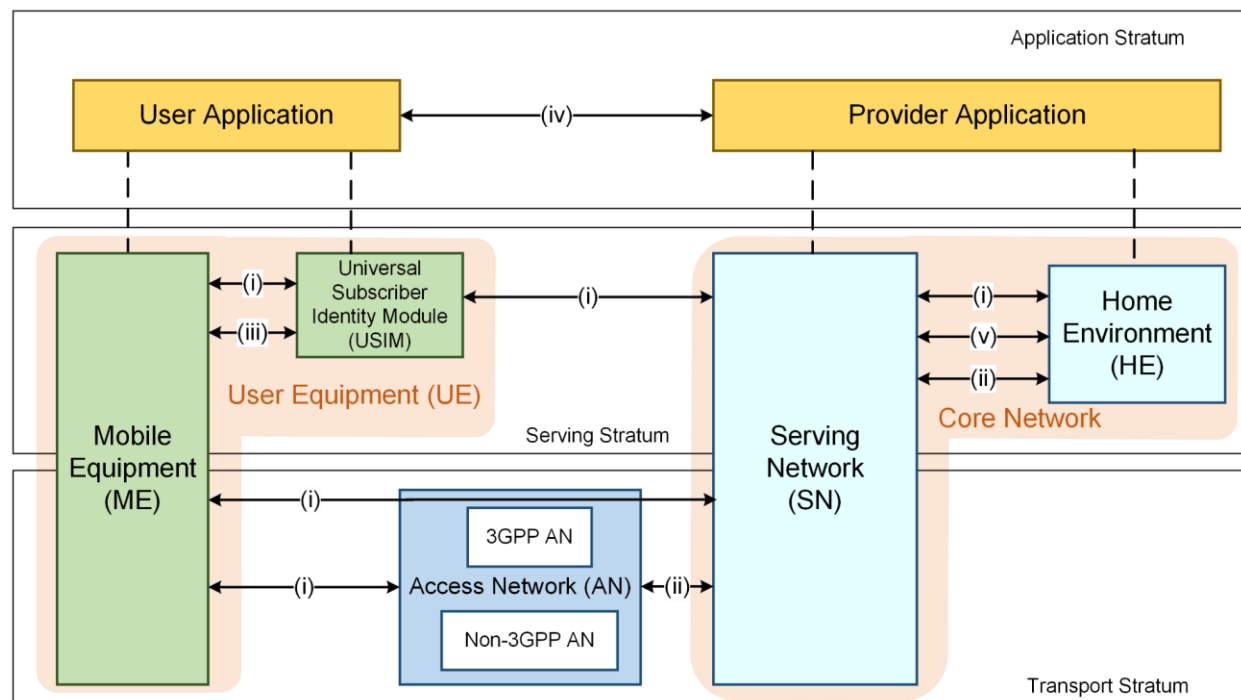 Application Stratum
User Application
(iv)
Provider Application
(i)
Universal
Subscriber
Identity Module
(USIM)
(iii)
(i)
(i)
(v)
(ii)
Home
Environment
(HE)
User Equipment (UE)
Core Network
Serving Stratum
Mobile
Equipment
(ME)
Serving
Network
(SN)
(i)
3GPP AN
(i)
Access Network (AN)
(ii)
Non-3GPP AN
Transport Stratum